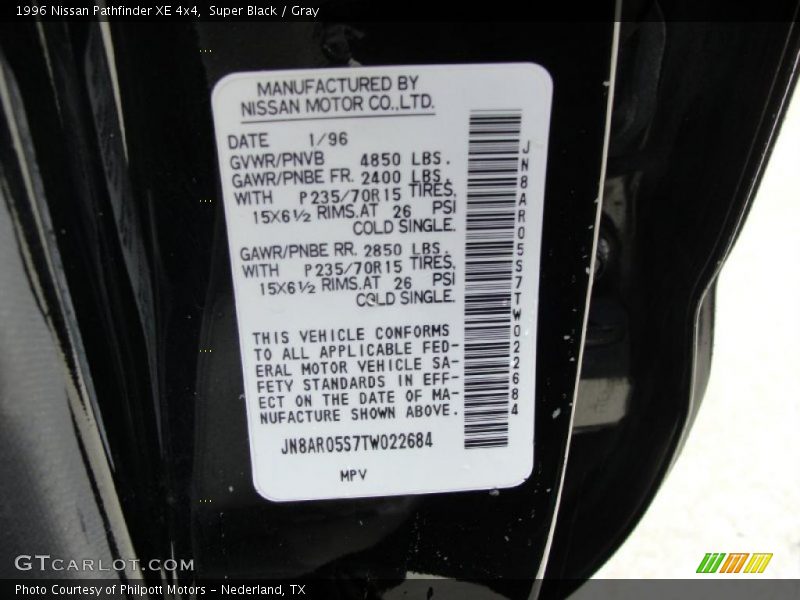 1996 Nissan Pathfinder XE 4x4,  Super Black / Gray
MANUFACTURED BY
NISSAN MOTOR CO.,LTD.
DATE 1/96
GVWR/PNVB 4850 LBS.
GAWR/PNBE FR. 2400 LBS.
WITH P235/70R15 TIRES.
15X6½ RIMS.AT 26 PSI
COLD SINGLE.
GAWR/PNBE RR. 2850 LBS.
WITH P235/70R15 TIRES.
15X6½ RIMS.AT 26 PSI
COLD SINGLE.
THIS VEHICLE CONFORMS
TO ALL APPLICABLE FED-
ERAL MOTOR VEHICLE SA-
FETY STANDARDS IN EFF-
ECT ON THE DATE OF MA-
NUFACTURE SHOWN ABOVE.
JN8AR05S7TW022684
MPV
JN8AR05S7TW022684
GTCARLOT.COM
Photo Courtesy of Philpott Motors - Nederland, TX